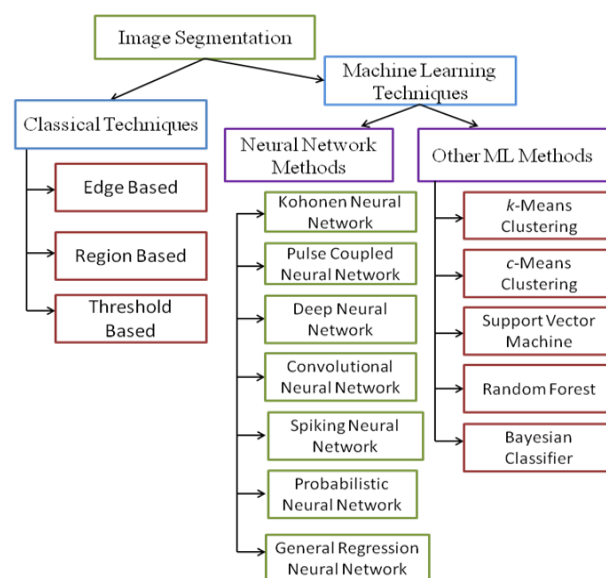 Image Segmentation
Machine Learning
Techniques
Classical Techniques
Edge Based
Region Based
Threshold
Based
Neural Network
Methods
Kohonen Neural
Network
Pulse Coupled
Neural Network
Deep Neural
Network
Convolutional
Neural Network
Spiking Neural
Network
Probabilistic
Neural Network
General Regression
Neural Network
Other ML Methods
k-Means
Clustering
c-Means
Clustering
Support Vector
Machine
Random Forest
Bayesian
Classifier